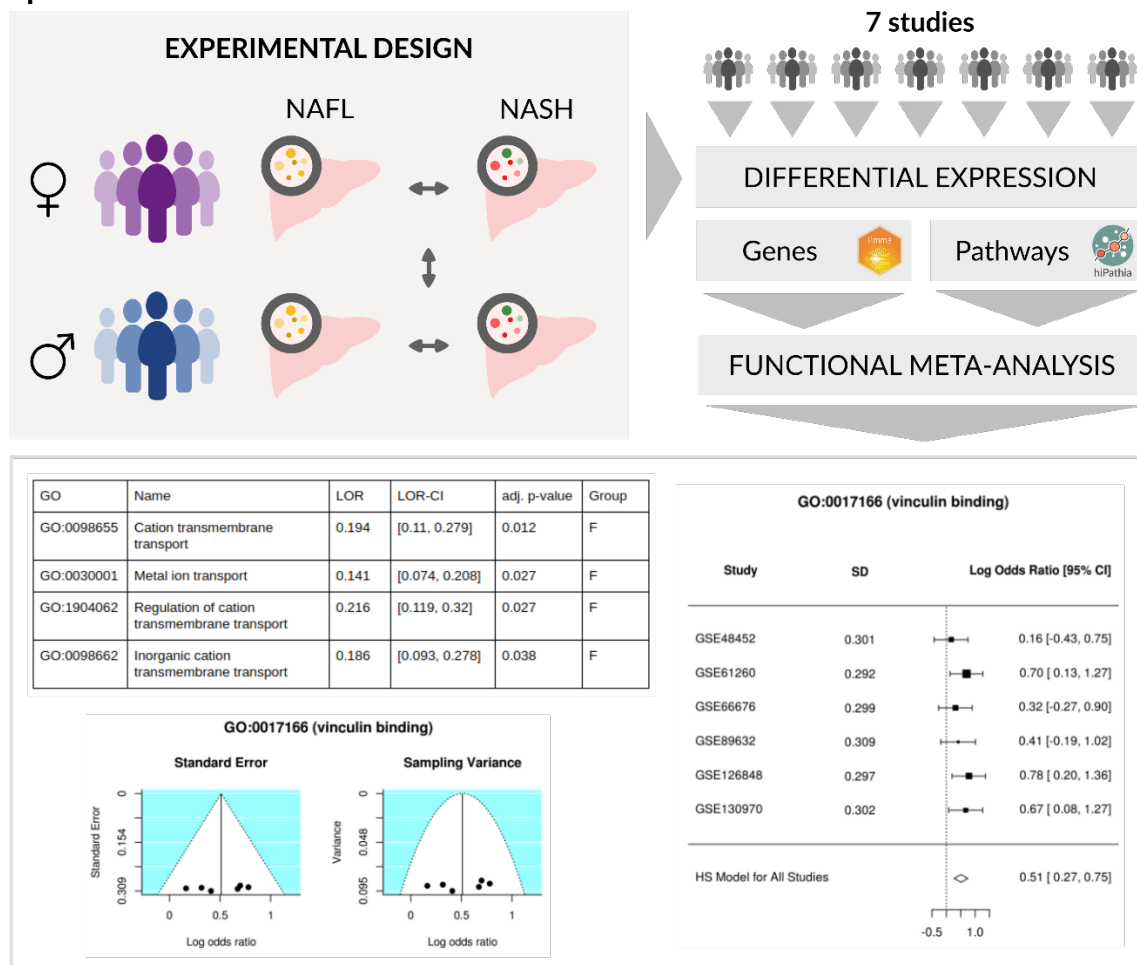 EXPERIMENTAL DESIGN
NAFL NASH
7 studies
DIFFERENTIAL EXPRESSION
Genes
limma
Pathways
hiPathia
FUNCTIONAL META-ANALYSIS
GO Name LOR LOR-CI adj. p-value Group
GO:0098655 Cation transmembrane 0.194 [0.11, 0.279] 0.012 F
transport
GO:0030001 Metal ion transport 0.141 [0.074, 0.208] 0.027 F
GO:1904062 Regulation of cation 0.216 [0.119, 0.32] 0.027 F
transmembrane transport
GO:0098662 Inorganic cation 0.186 [0.093, 0.278] 0.038 F
transmembrane transport
GO:0017166 (vinculin binding)
Standard Error
Standard Error
0
0.154
0.309
0 0.5 1
Log odds ratio
Sampling Variance
Variance
0
0.048
0.095
0 0.5 1
Log odds ratio
GO:0017166 (vinculin binding)
Study SD Log Odds Ratio [95% CI]
GSE48452 0.301 0.16 [-0.43, 0.75]
GSE61260 0.292 0.70 [ 0.13, 1.27]
GSE66676 0.299 0.32 [-0.27, 0.90]
GSE89632 0.309 0.41 [-0.19, 1.02]
GSE126848 0.297 0.78 [ 0.20, 1.36]
GSE130970 0.302 0.67 [ 0.08, 1.27]
HS Model for All Studies 0.51 [0.27, 0.75]
-0.5 1.0